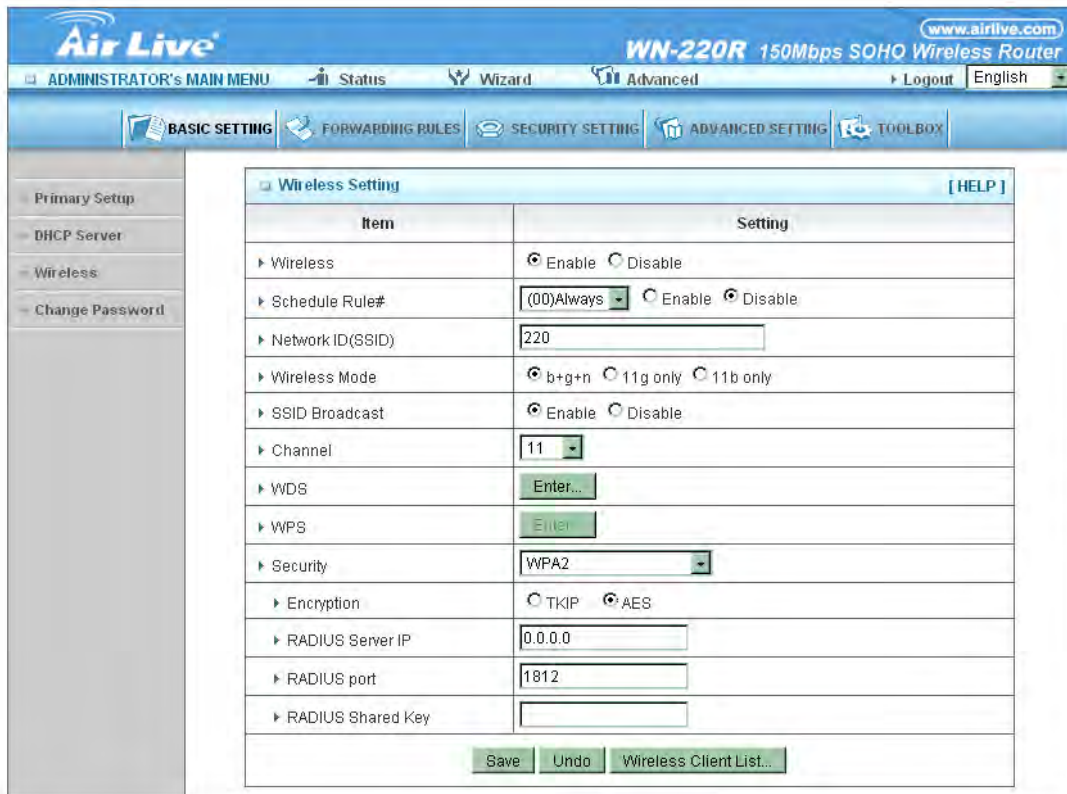 Air Live
www.airlive.com
WN-220R 150Mbps SOHO Wireless Router
ADMINISTRATOR's MAIN MENU Status Wizard Advanced Logout English
BASIC SETTING FORWARDING RULES SECURITY SETTING ADVANCED SETTING TOOLBOX
Primary Setup
DHCP Server
Wireless
Change Password
Wireless Setting [ HELP ]
Item Setting
Wireless Enable Disable
Schedule Rule# (00)Always Enable Disable
Network ID(SSID) 220
Wireless Mode b+g+n 11g only 11b only
SSID Broadcast Enable Disable
Channel 11
WDS Enter...
WPS Enter...
Security WPA2
Encryption TKIP AES
RADIUS Server IP 0.0.0.0
RADIUS port 1812
RADIUS Shared Key
Save Undo Wireless Client List...